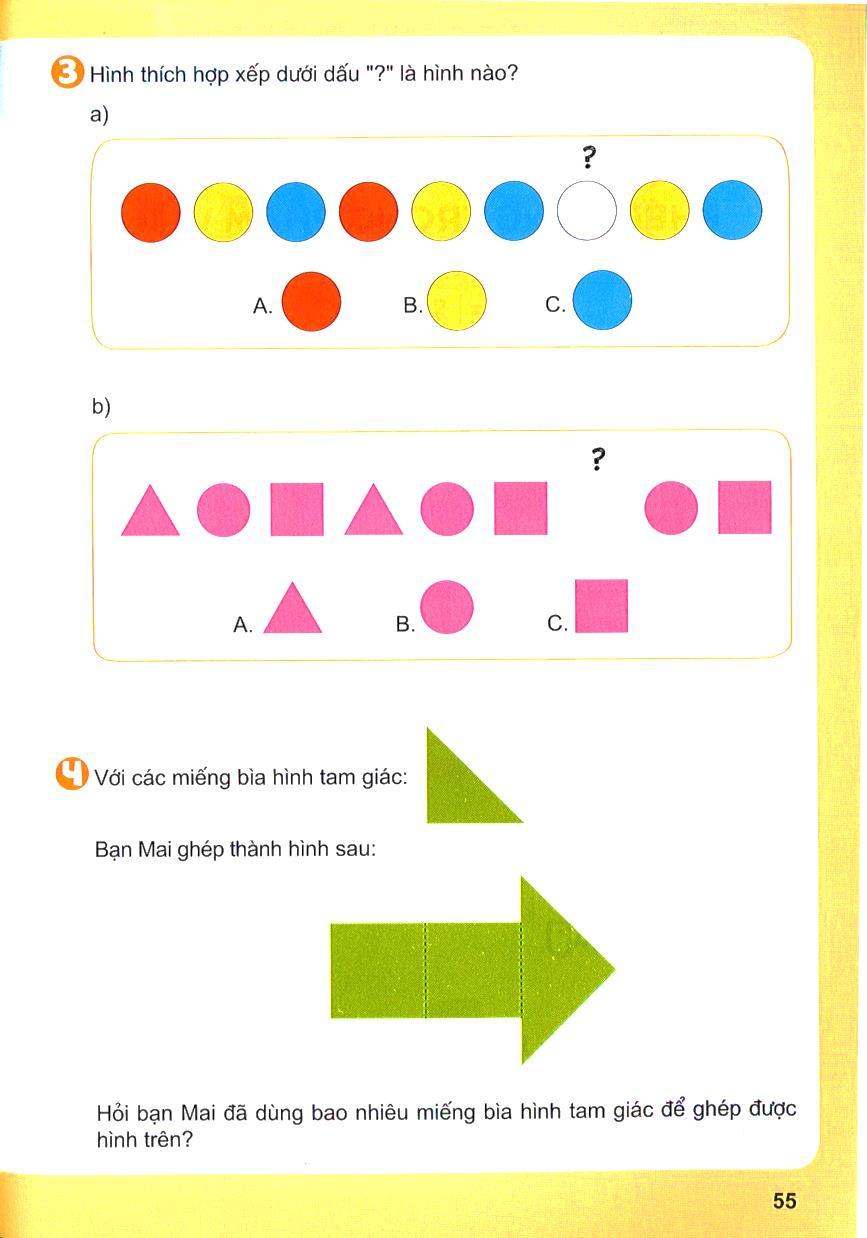 3 Hình thích hợp xếp dưới dấu "?" là hình nào?
a)
?
A. B. C.
b)
?
A. B. C.
4 Với các miếng bìa hình tam giác:
Bạn Mai ghép thành hình sau:
Hỏi bạn Mai đã dùng bao nhiêu miếng bìa hình tam giác để ghép được
hình trên?
55